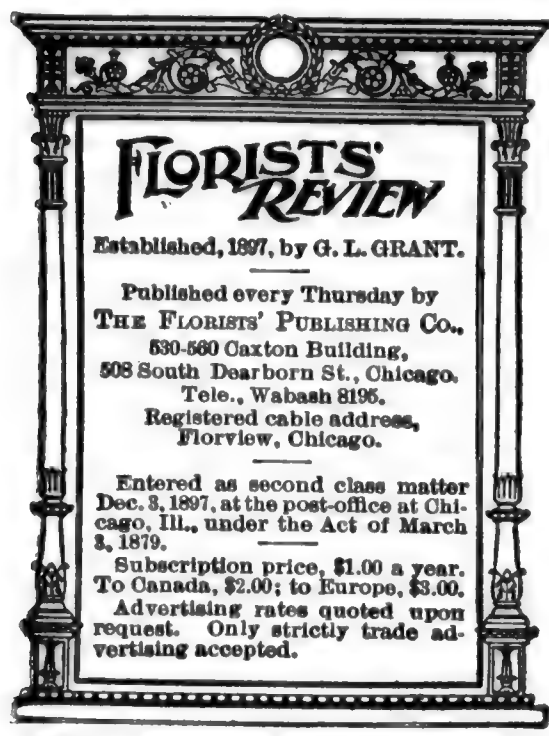 FLORISTS'
REVIEW
Established, 1897, by G. L. GRANT.
Published every Thursday by
THE FLORISTS' PUBLISHING CO.,
530-560 Caxton Building,
508 South Dearborn St., Chicago.
Tele., Wabash 8195.
Registered cable address,
Florview, Chicago.
Entered as second class matter
Dec. 3, 1897, at the post-office at Chi-
cago, Ill., under the Act of March
3, 1879.
Subscription price, $1.00 a year.
To Canada, $2.00; to Europe, $3.00.
Advertising rates quoted upon
request. Only strictly trade ad-
vertising accepted.